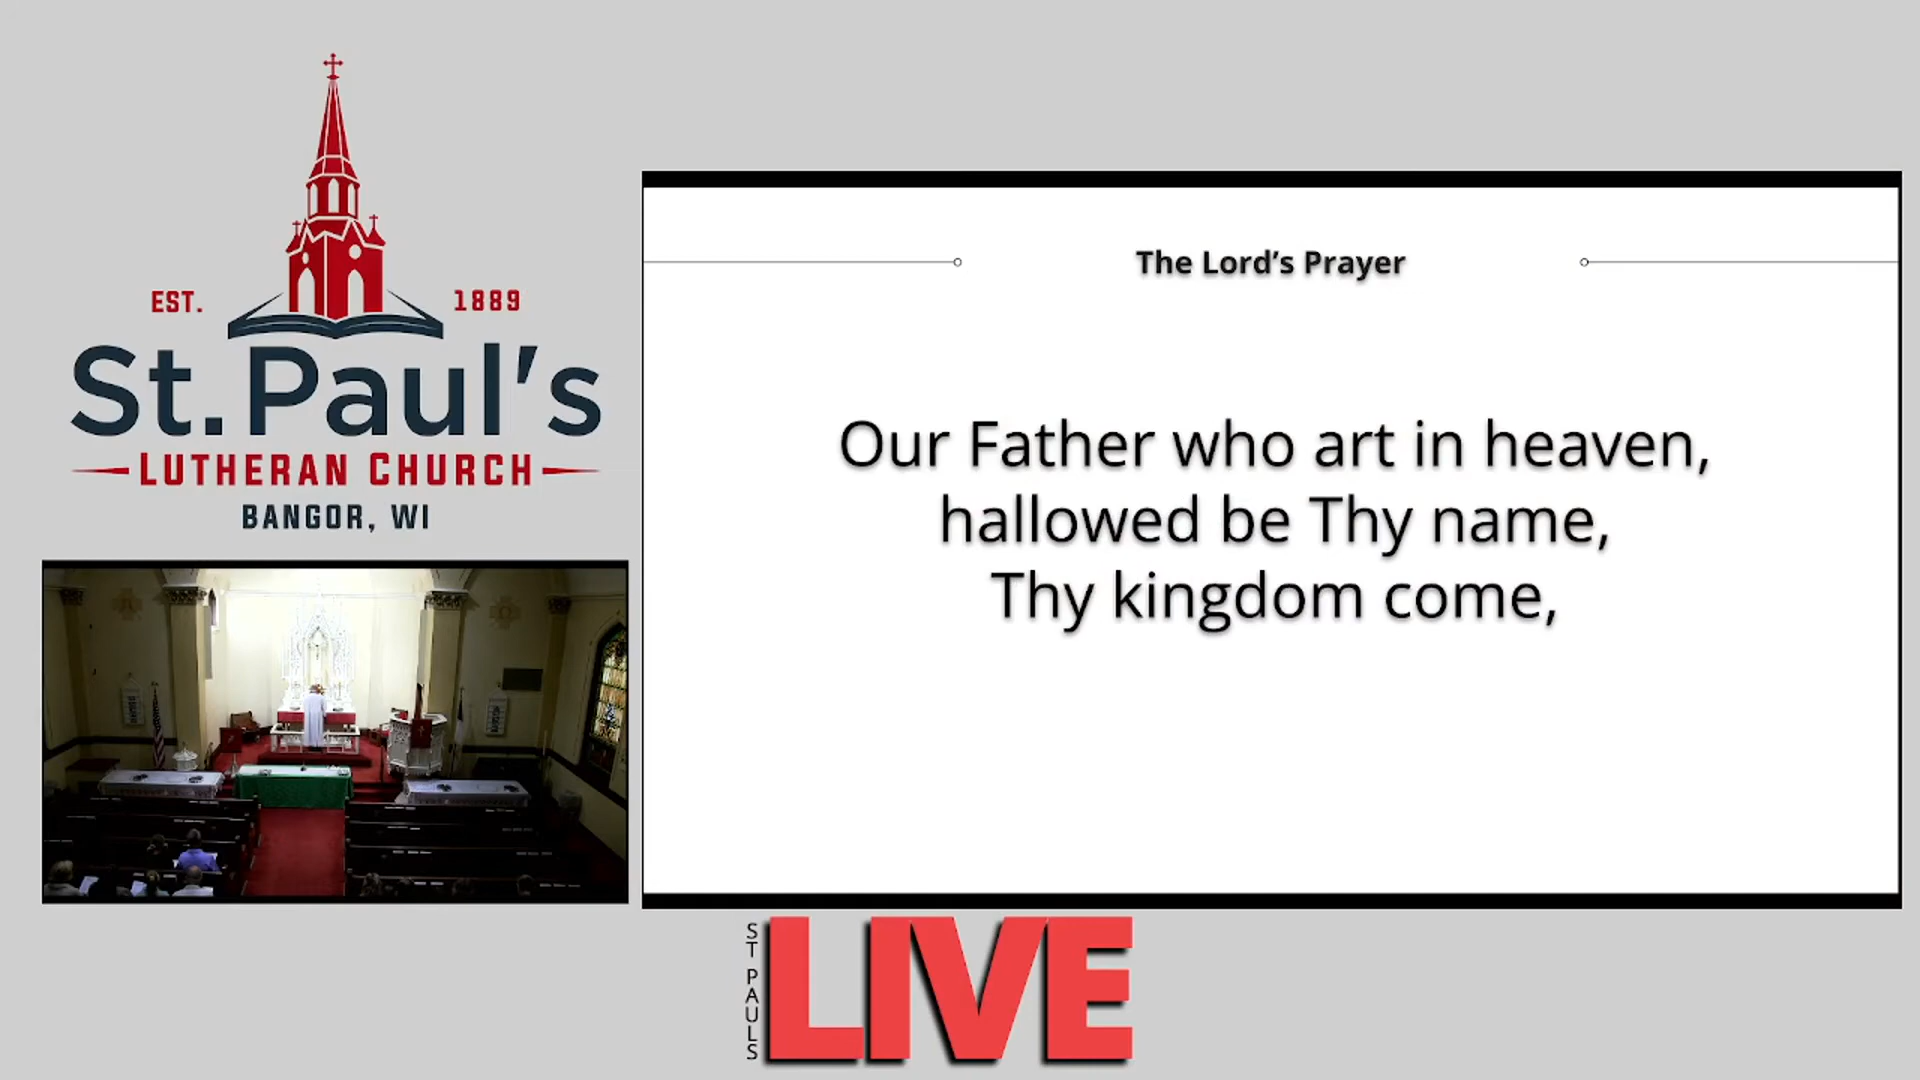 EST. 1889
St. Paul's
LUTHERAN CHURCH
BANGOR, WI
The Lord’s Prayer
Our Father who art in heaven,
hallowed be Thy name,
Thy kingdom come,
ST PAULS
LIVE